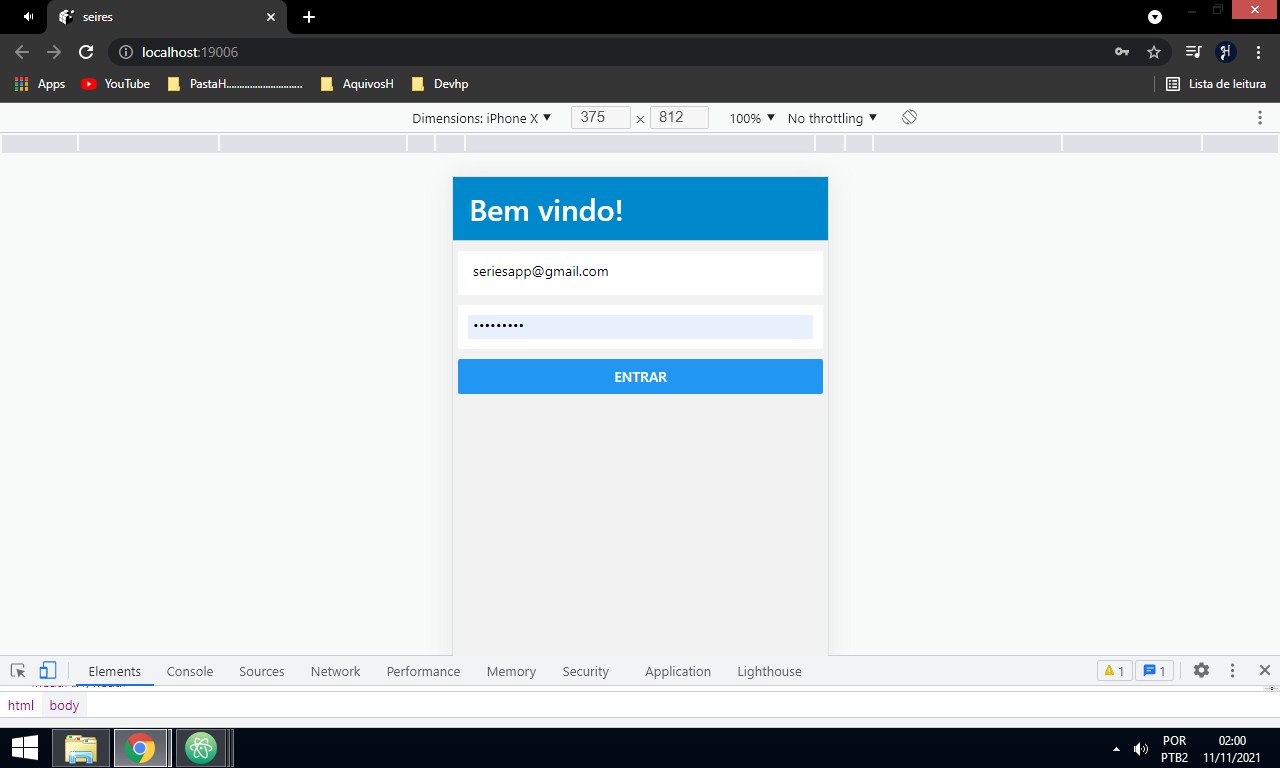 seires
localhost:19006
Apps YouTube PastaH............................. AquivosH Devhp Lista de leitura
Dimensions: iPhone X ▼ 375 × 812 100% ▼ No throttling ▼
Bem vindo!
seriesapp@gmail.com
•••••••••
ENTRAR
Elements Console Sources Network Performance Memory Security Application Lighthouse 1 1
html body
POR 02:00
PTB2 11/11/2021